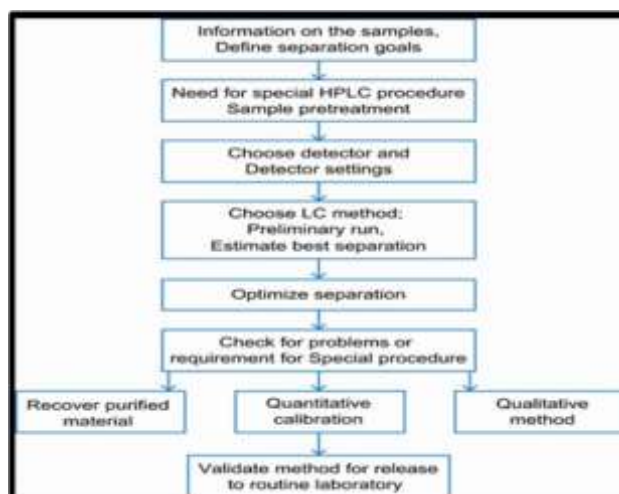 Information on the samples,
Define separation goals
Need for special HPLC procedure
Sample pretreatment
Choose detector and
Detector settings
Choose LC method;
Preliminary run,
Estimate best separation
Optimize separation
Check for problems or
requirement for Special procedure
Recover purified
material
Quantitative
calibration
Qualitative
method
Validate method for release
to routine laboratory